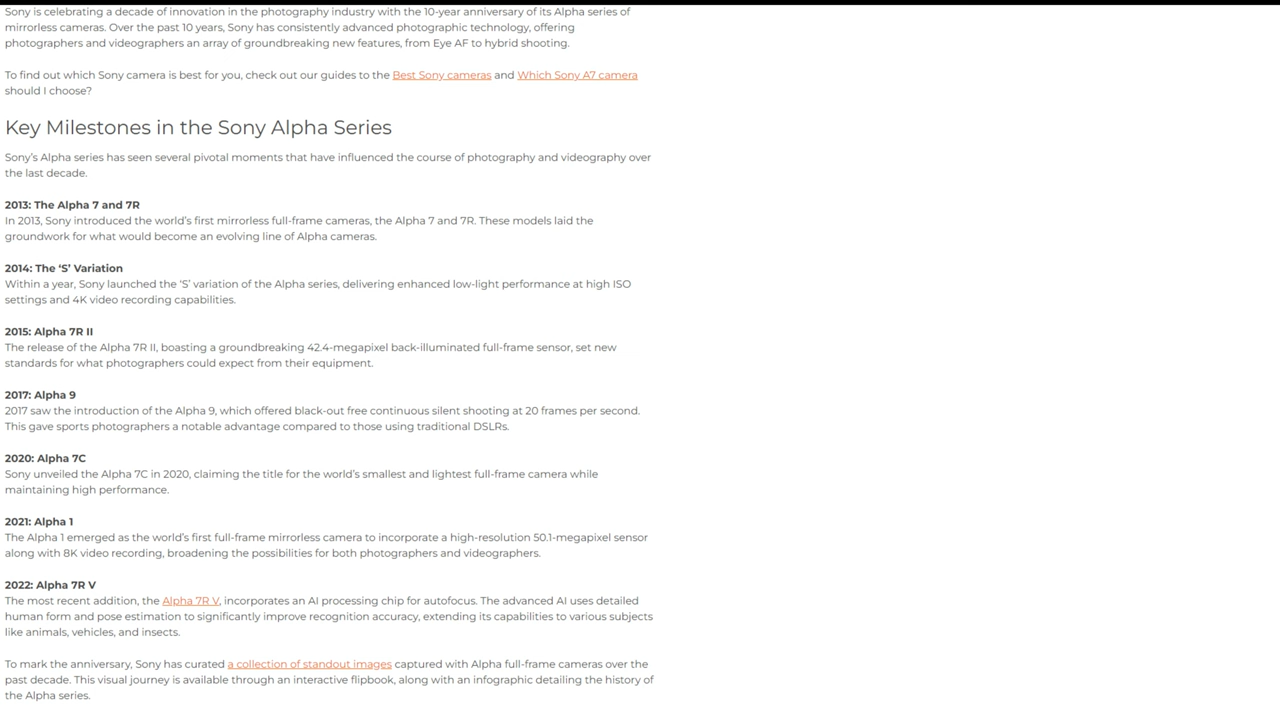 Sony is celebrating a decade of innovation in the photography industry with the 10-year anniversary of its Alpha series of
mirrorless cameras. Over the past 10 years, Sony has consistently advanced photographic technology, offering
photographers and videographers an array of groundbreaking new features, from Eye AF to hybrid shooting.
To find out which Sony camera is best for you, check out our guides to the Best Sony cameras and Which Sony A7 camera
should I choose?
Key Milestones in the Sony Alpha Series
Sony’s Alpha series has seen several pivotal moments that have influenced the course of photography and videography over
the last decade.
2013: The Alpha 7 and 7R
In 2013, Sony introduced the world’s first mirrorless full-frame cameras, the Alpha 7 and 7R. These models laid the
groundwork for what would become an evolving line of Alpha cameras.
2014: The ‘S’ Variation
Within a year, Sony launched the ‘S’ variation of the Alpha series, delivering enhanced low-light performance at high ISO
settings and 4K video recording capabilities.
2015: Alpha 7R II
The release of the Alpha 7R II, boasting a groundbreaking 42.4-megapixel back-illuminated full-frame sensor, set new
standards for what photographers could expect from their equipment.
2017: Alpha 9
2017 saw the introduction of the Alpha 9, which offered black-out free continuous silent shooting at 20 frames per second.
This gave sports photographers a notable advantage compared to those using traditional DSLRs.
2020: Alpha 7C
Sony unveiled the Alpha 7C in 2020, claiming the title for the world’s smallest and lightest full-frame camera while
maintaining high performance.
2021: Alpha 1
The Alpha 1 emerged as the world’s first full-frame mirrorless camera to incorporate a high-resolution 50.1-megapixel sensor
along with 8K video recording, broadening the possibilities for both photographers and videographers.
2022: Alpha 7R V
The most recent addition, the Alpha 7R V, incorporates an AI processing chip for autofocus. The advanced AI uses detailed
human form and pose estimation to significantly improve recognition accuracy, extending its capabilities to various subjects
like animals, vehicles, and insects.
To mark the anniversary, Sony has curated a collection of standout images captured with Alpha full-frame cameras over the
past decade. This visual journey is available through an interactive flipbook, along with an infographic detailing the history of
the Alpha series.